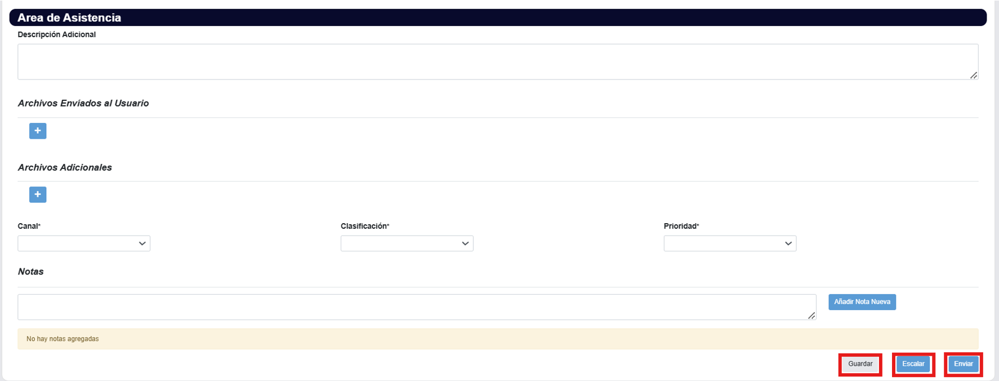 Area de Asistencia
Descripción Adicional
Archivos Envíados al Usuario
+
Archivos Adicionales
+
Canal*
Clasificación*
Prioridad*
Notas
Añadir Nota Nueva
No hay notas agregadas
Guardar
Escalar
Enviar